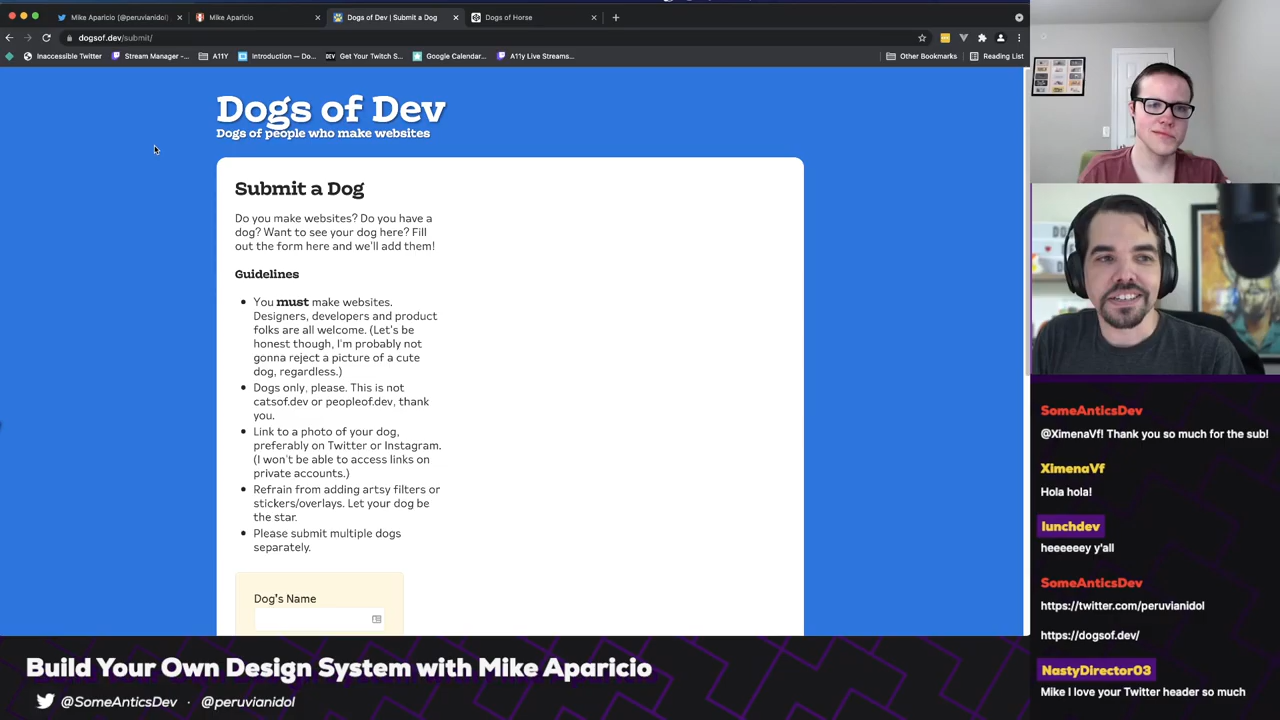 Mike Aparicio (@peruvianidol)
Mike Aparicio
Dogs of Dev | Submit a Dog
Dogs of Horse
dogsof.dev/submit/
Inaccessible Twitter
Stream Manager -...
A11Y
Introduction — Do...
Get Your Twitch S...
Google Calendar...
A11y Live Streams...
Other Bookmarks
Reading List
Dogs of Dev
Dogs of people who make websites
Submit a Dog
Do you make websites? Do you have a
dog? Want to see your dog here? Fill
out the form here and we'll add them!
Guidelines
You must make websites.
Designers, developers and product
folks are all welcome. (Let's be
honest though, I'm probably not
gonna reject a picture of a cute
dog, regardless.)
Dogs only, please. This is not
catsof.dev or peopleof.dev, thank
you.
Link to a photo of your dog,
preferably on Twitter or Instagram.
(I won't be able to access links on
private accounts.)
Refrain from adding artsy filters or
stickers/overlays. Let your dog be
the star.
Please submit multiple dogs
separately.
Dog's Name
SomeAnticsDev
@XimenaVf! Thank you so much for the sub!
XimenaVf
Hola hola!
lunchdev
heeeeeey y'all
SomeAnticsDev
https://twitter.com/peruvianidol
https://dogsof.dev/
NastyDirector03
Mike I love your Twitter header so much
Build Your Own Design System with Mike Aparicio
@SomeAnticsDev · @peruvianidol